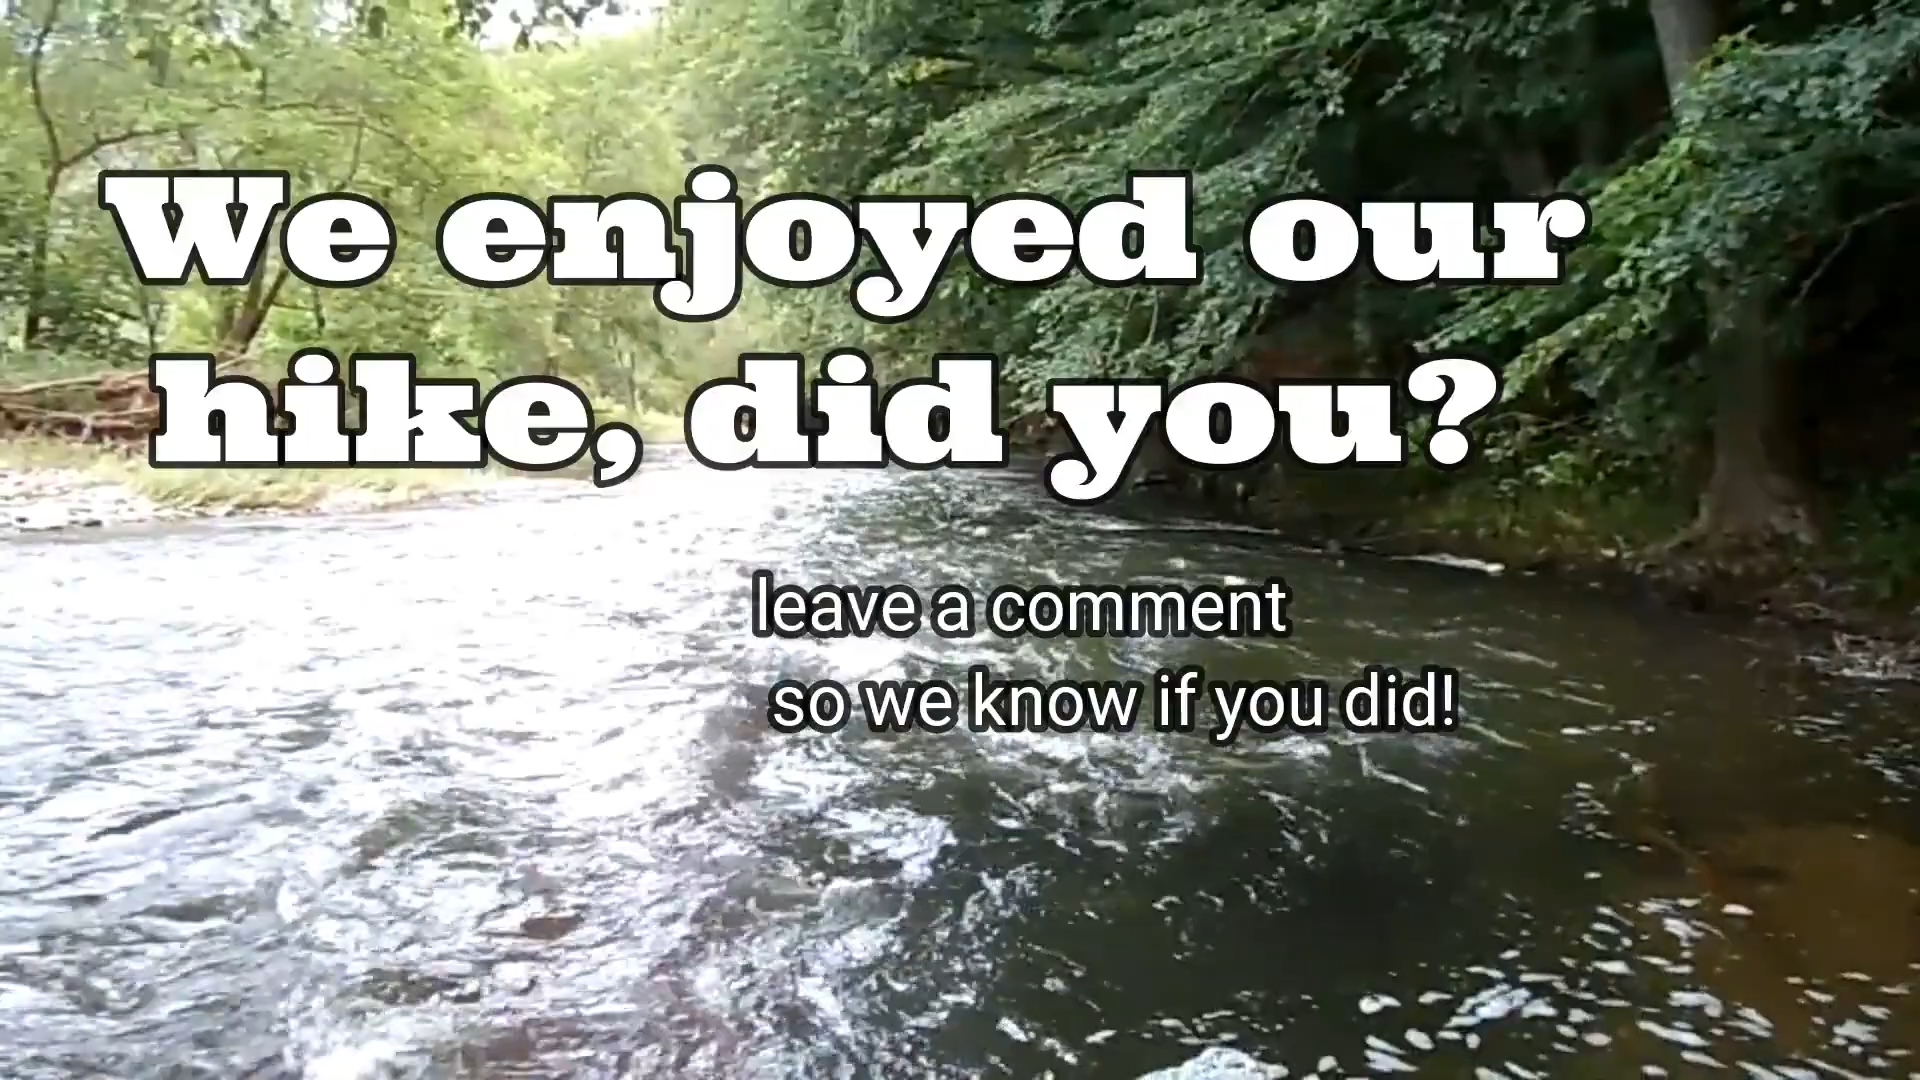 We enjoyed our
hike, did you?
leave a comment
so we know if you did!